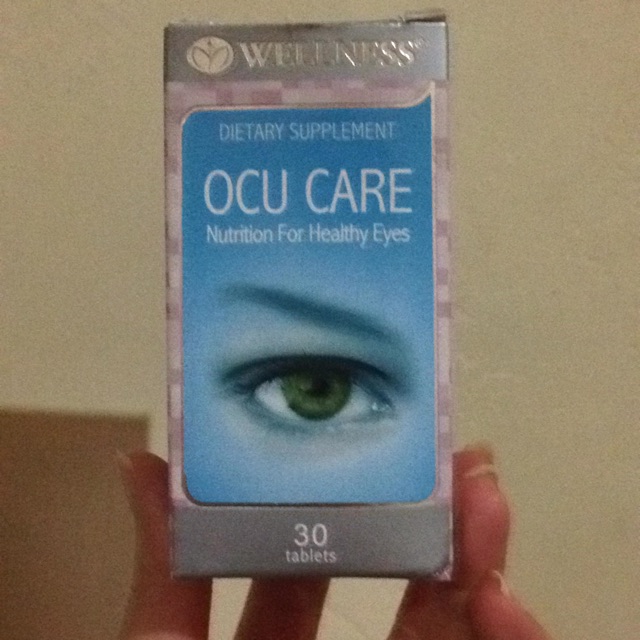 WELLNESS®
DIETARY SUPPLEMENT
OCU CARE
Nutrition For Healthy Eyes
30
tablets